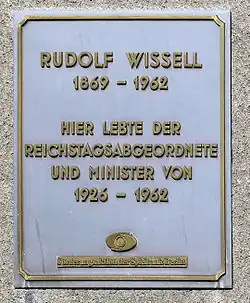 RUDOLF WISSELL
1869 - 1962
HIER LEBTE DER
REICHSTAGSABGEORDNETE
UND MINISTER VON
1926 - 1962